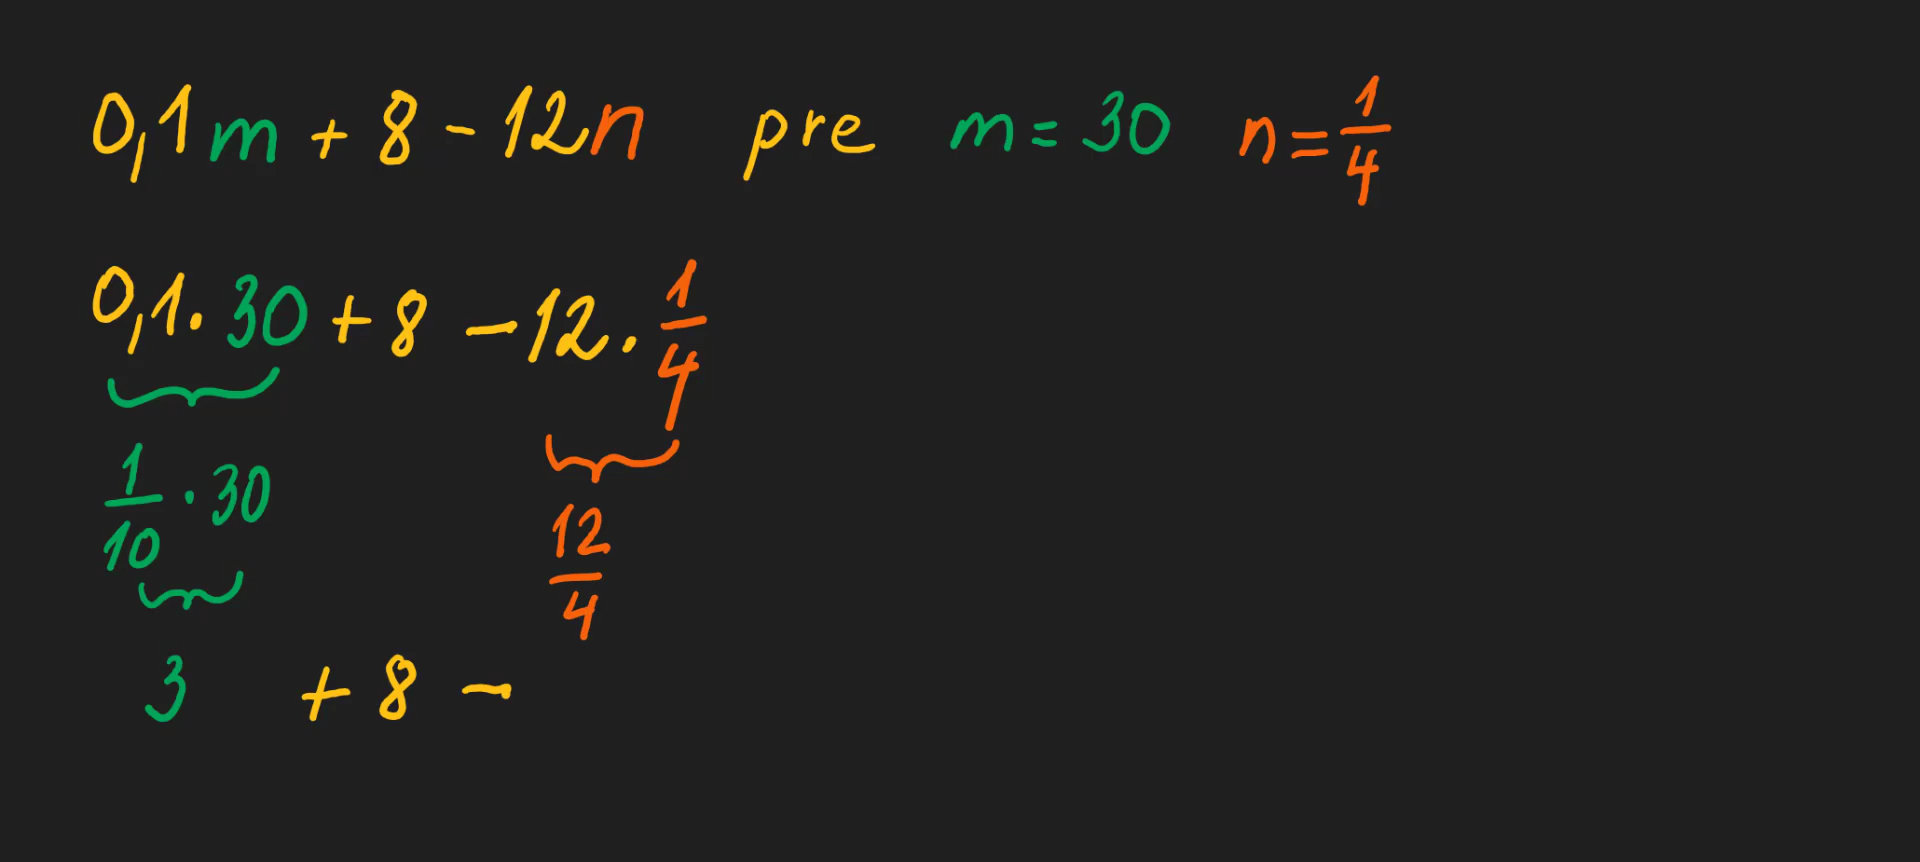 0,1m + 8 - 12n pre m = 30 n = 1/4
0,1 · 30 + 8 - 12 · 1/4
1/10 · 30 12/4
3 + 8 -